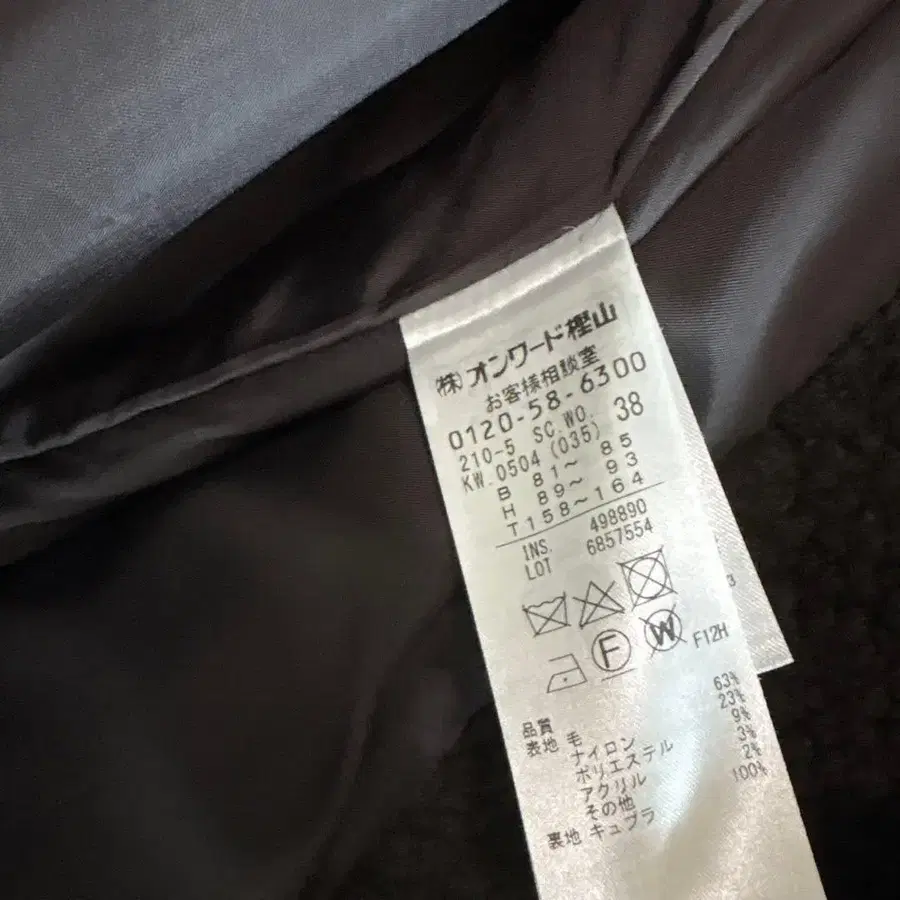 (株)オンワード樫山
お客様相談室
0120-58-6300
210-5 SC.WO. 38
KW.0504 (035)
B 81~ 85
H 89~ 93
T158~164
INS. 498890
LOT 6857554
F W F12H
品質
表地 毛 63%
ナイロン 23%
ポリエステル 9%
アクリル 3%
その他 2%
裏地 キュプラ 100%
3